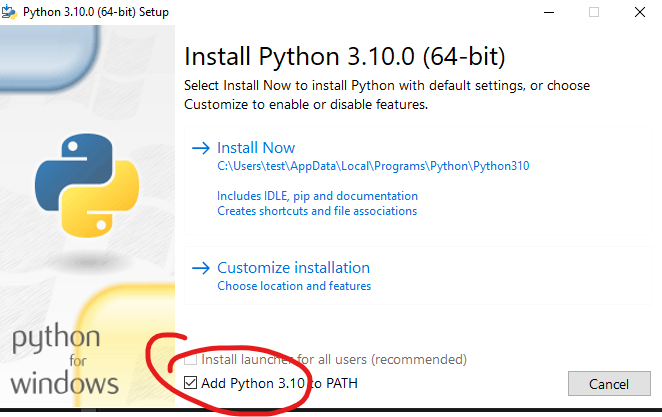 Python 3.10.0 (64-bit) Setup
Install Python 3.10.0 (64-bit)
Select Install Now to install Python with default settings, or choose
Customize to enable or disable features.
Install Now
C:\Users\test\AppData\Local\Programs\Python\Python310
Includes IDLE, pip and documentation
Creates shortcuts and file associations
Customize installation
Choose location and features
python
for
windows
Install launcher for all users (recommended)
Add Python 3.10 to PATH
Cancel